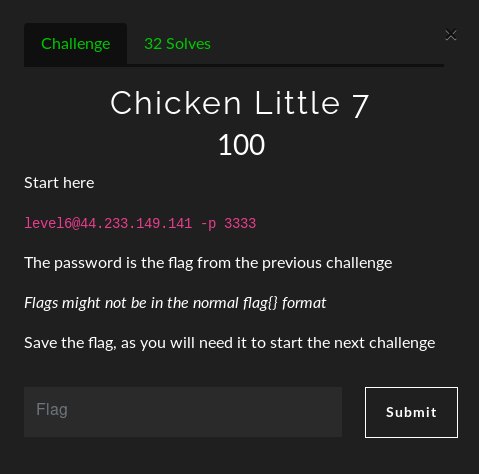 ×
Challenge
32 Solves
Chicken Little 7
100
Start here
level6@44.233.149.141 -p 3333
The password is the flag from the previous challenge
Flags might not be in the normal flag{} format
Save the flag, as you will need it to start the next challenge
Flag
Submit